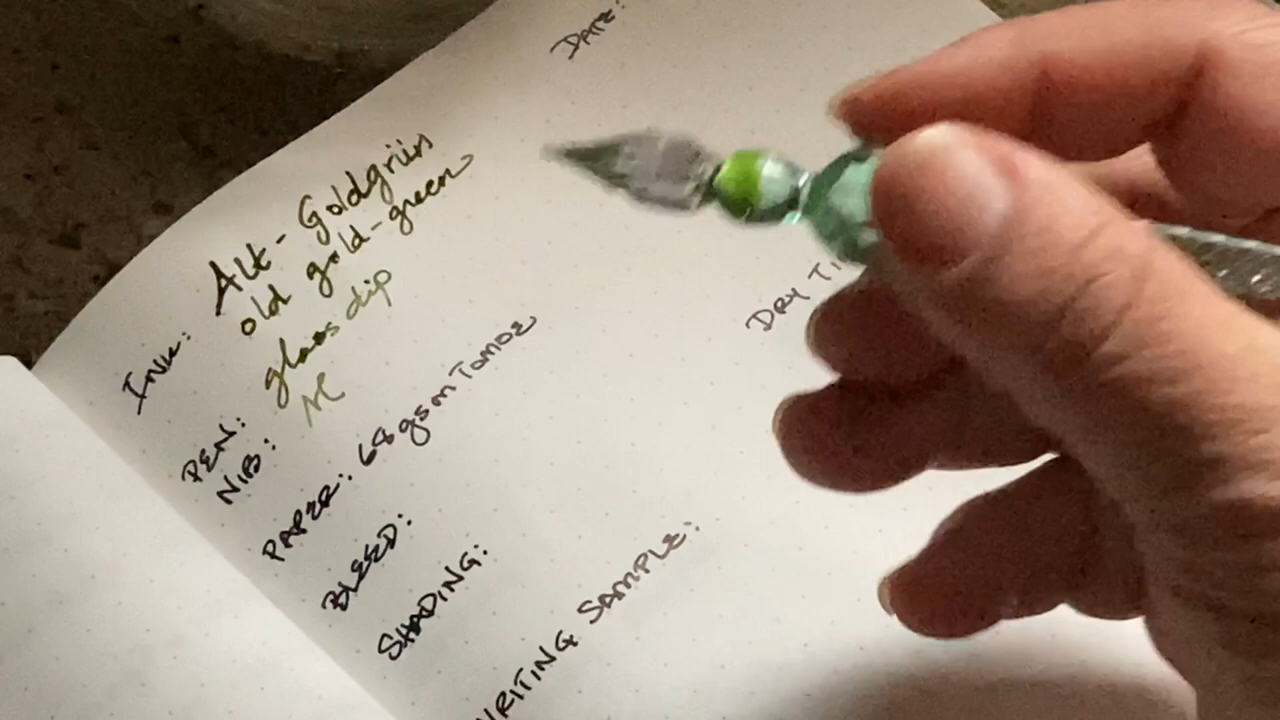 DATE:
INK: Alt-Goldgrün
old gold-green
PEN: glass dip
NIB: M
PAPER: 68gsm TOMOE
DRY TI
BLEED:
SHADING:
WRITING SAMPLE: